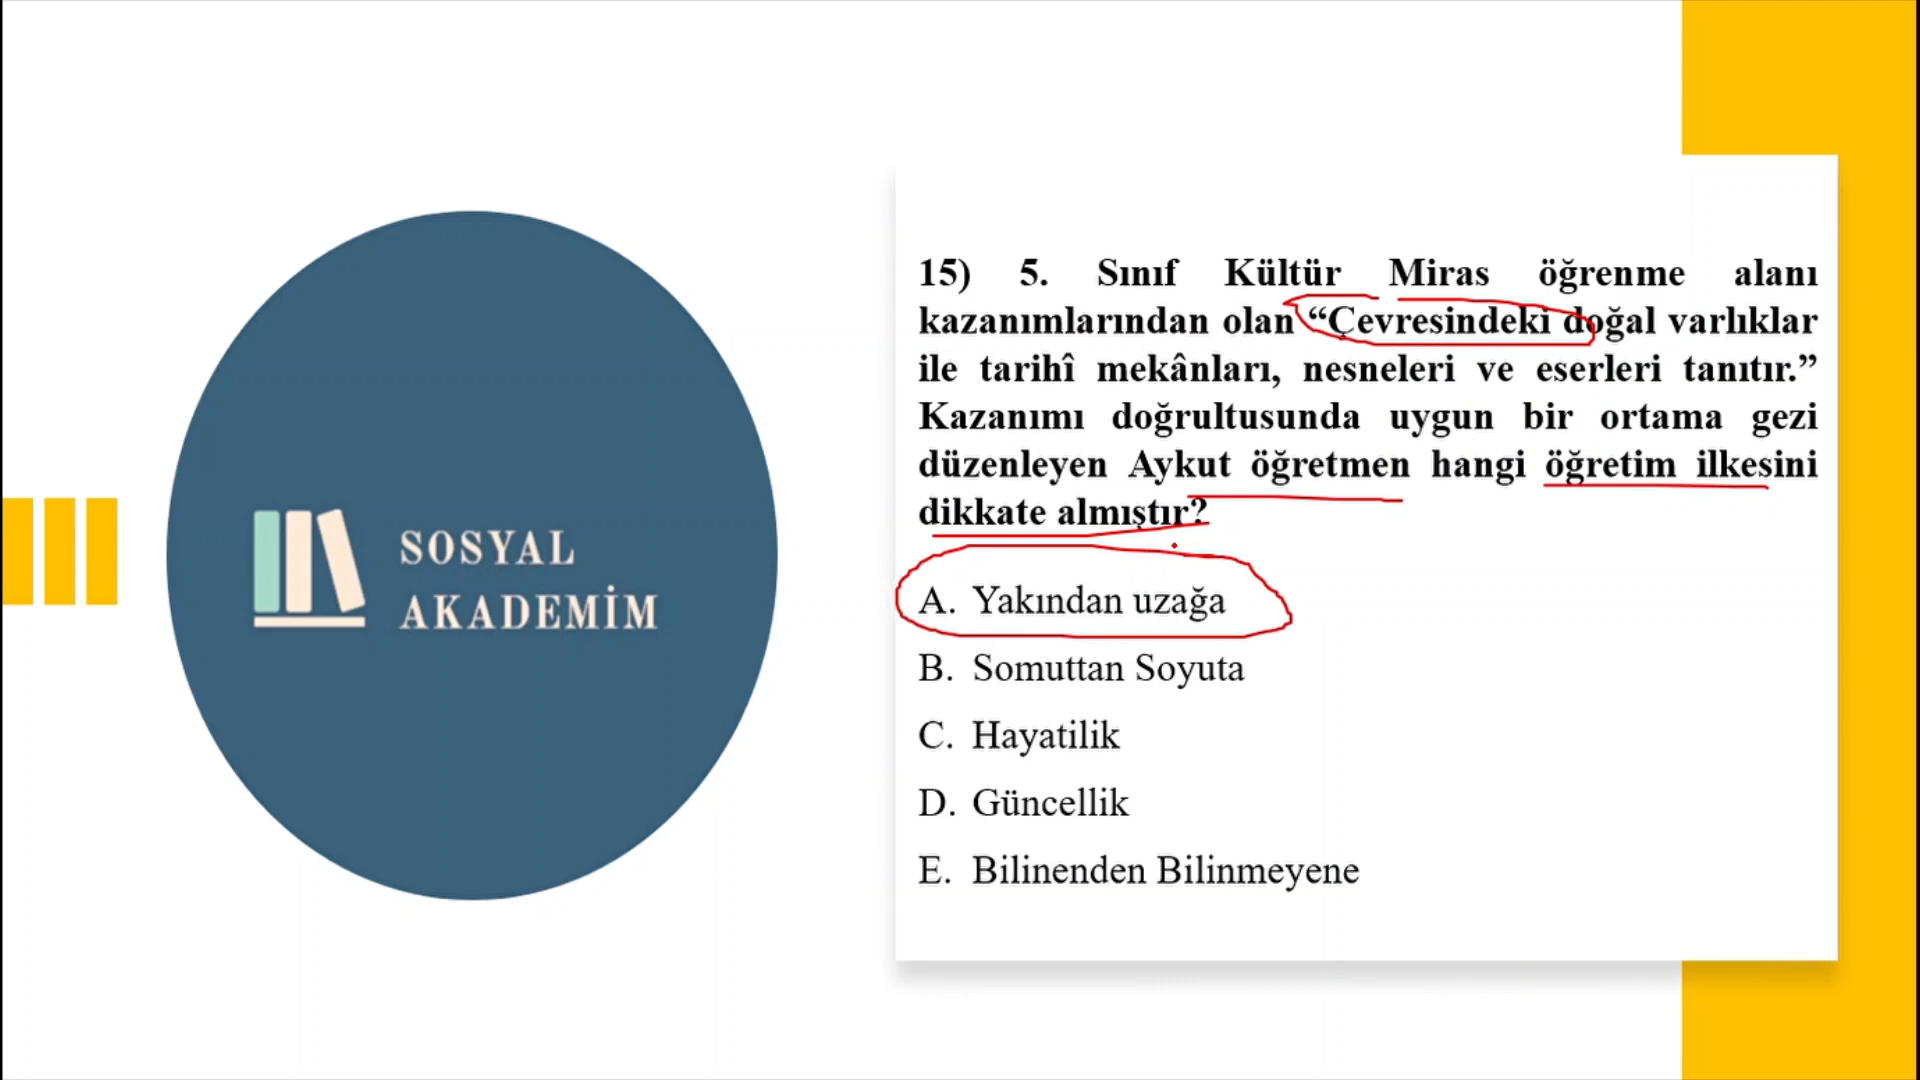 SOSYAL
AKADEMİM
15) 5. Sınıf Kültür Miras öğrenme alanı
kazanımlarından olan “Çevresindeki doğal varlıklar
ile tarihî mekânları, nesneleri ve eserleri tanıtır.”
Kazanımı doğrultusunda uygun bir ortama gezi
düzenleyen Aykut öğretmen hangi öğretim ilkesini
dikkate almıştır?
A. Yakından uzağa
B. Somuttan Soyuta
C. Hayatilik
D. Güncellik
E. Bilinenden Bilinmeyene